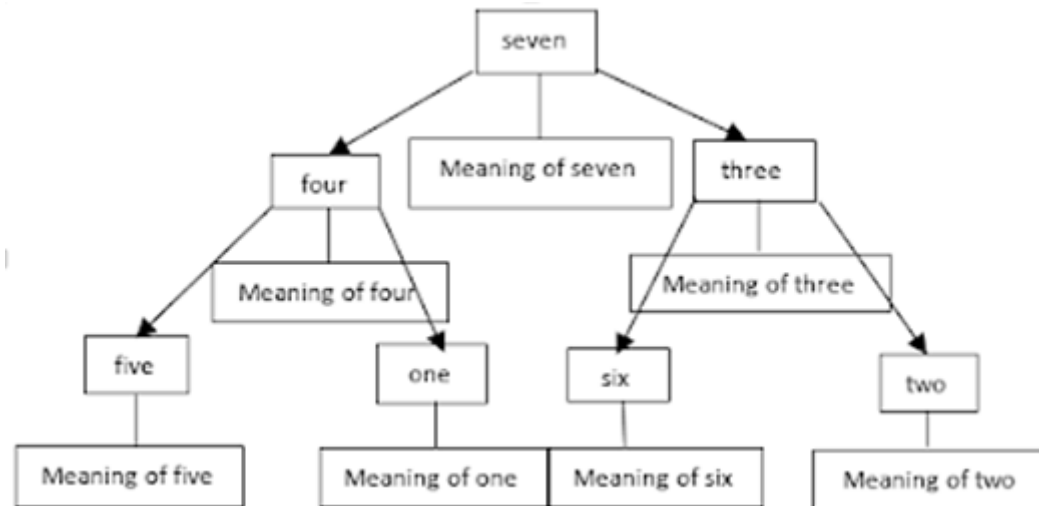 seven
Meaning of seven
four
three
Meaning of four
Meaning of three
five
one
six
two
Meaning of five
Meaning of one
Meaning of six
Meaning of two